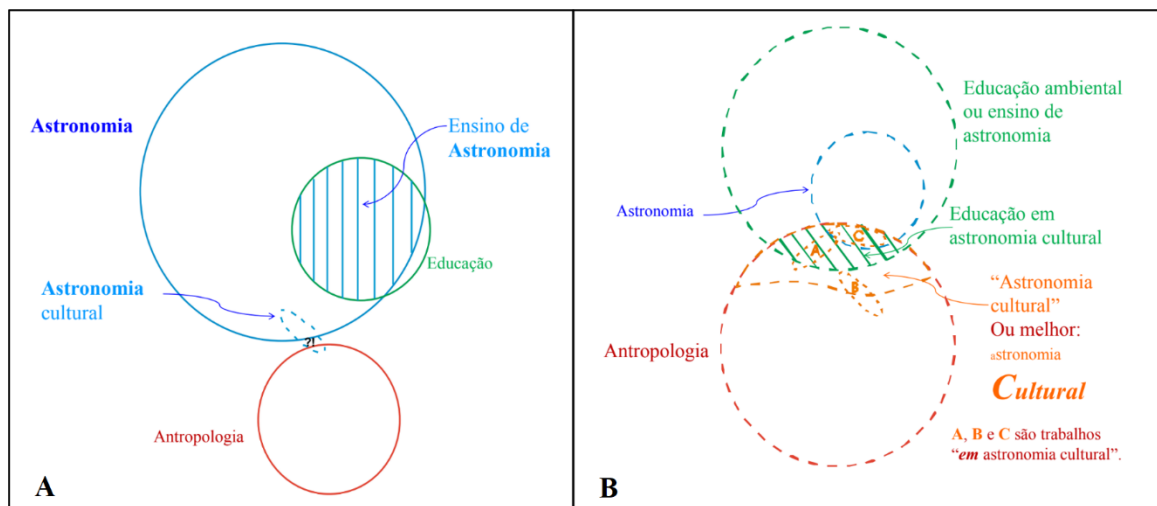 Astronomia
Ensino de
Astronomia
Educação
Astronomia
cultural
?!
Antropologia
A
Educação ambiental
ou ensino de
astronomia
Astronomia
Educação em
astronomia cultural
C
A
B
“Astronomia
cultural”
Ou melhor:
astronomia
Cultural
Antropologia
A, B e C são trabalhos
“em astronomia cultural”.
B